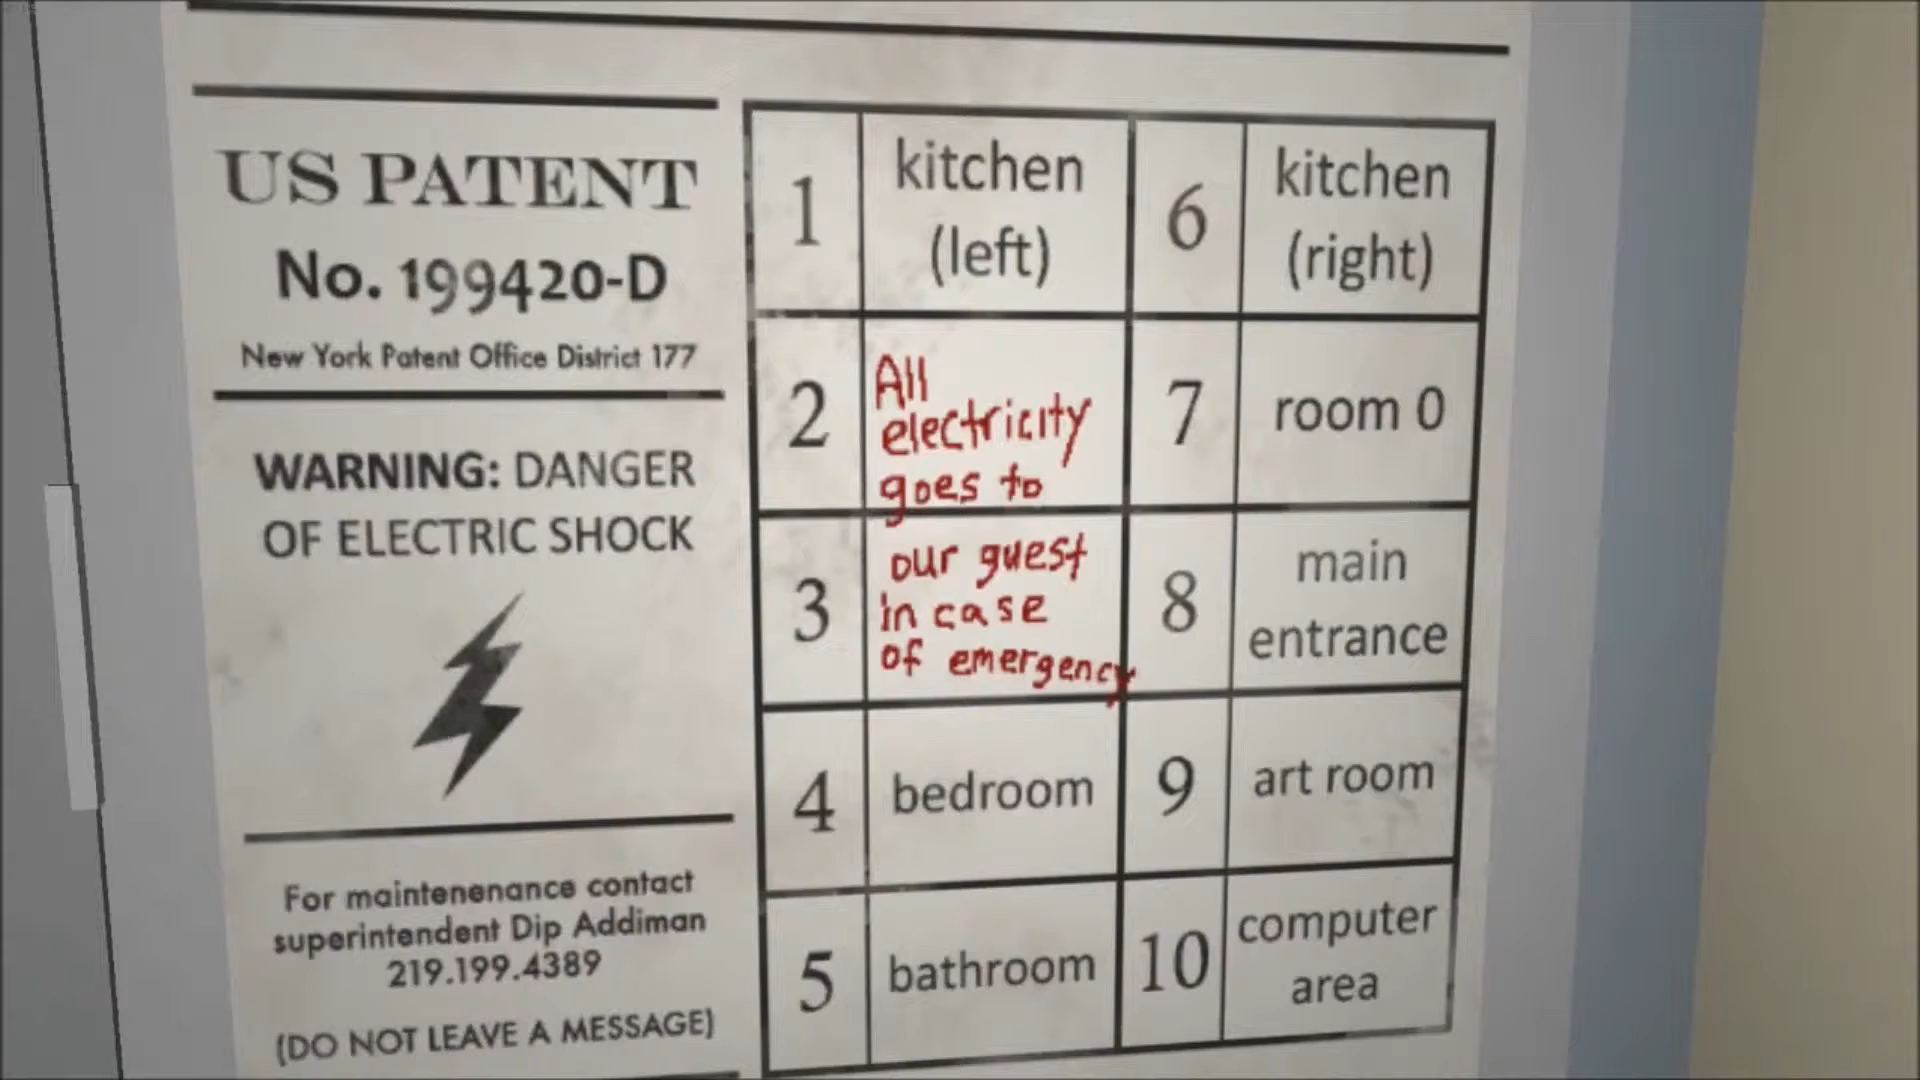 US PATENT
No. 199420-D
New York Patent Office District 177
WARNING: DANGER
OF ELECTRIC SHOCK
For maintenenance contact
superintendent Dip Addiman
219.199.4389
(DO NOT LEAVE A MESSAGE)
1
kitchen
(left)
2
All
electricity
goes to
3
our guest
in case
of emergency
4
bedroom
5
bathroom
6
kitchen
(right)
7
room 0
8
main
entrance
9
art room
10
computer
area